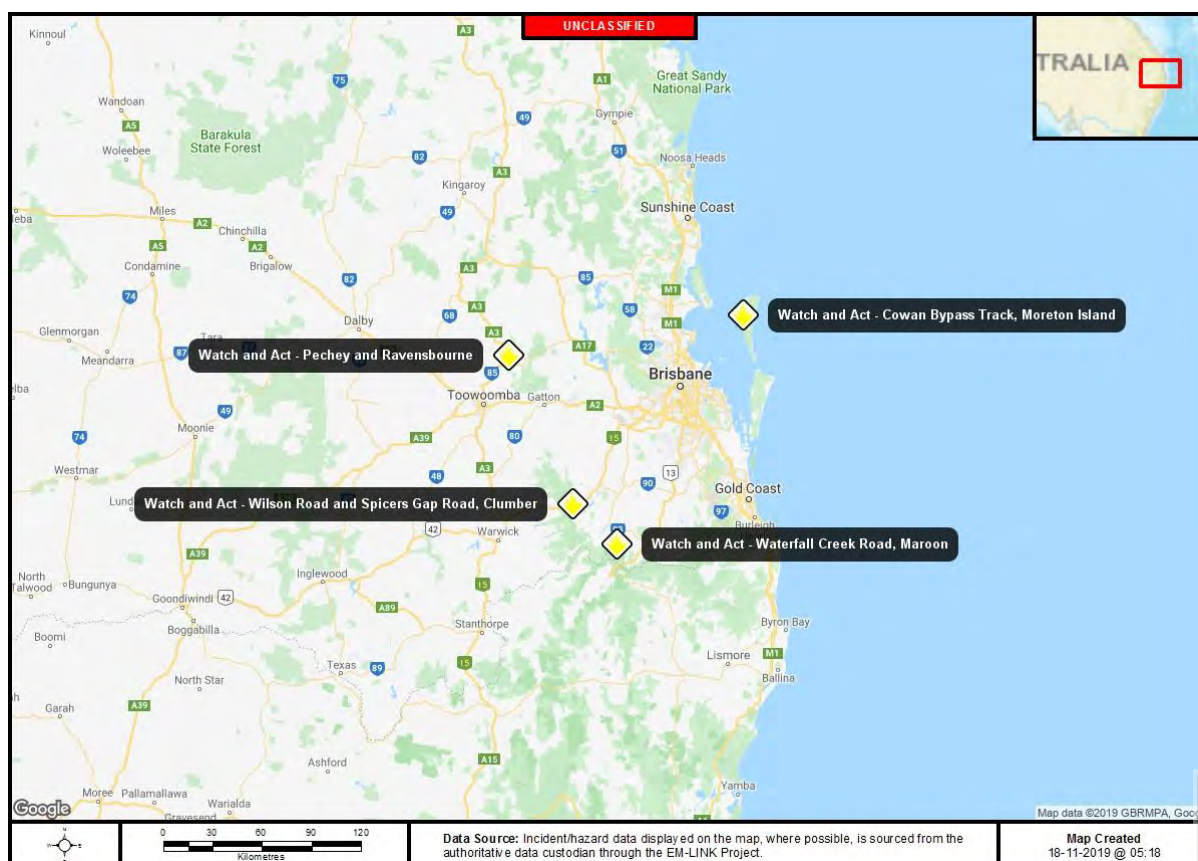 UNCLASSIFIED
TRALIA
Kinnoul
A3
75
A1
Great Sandy
National Park
Wandoan
A5
49
Gympie
Barakula
State Forest
Woleebee
51
82
A3
Noosa Heads
Kingaroy
Miles
A2
49
Sunshine Coast
Chinchilla
A5
A2
Condamine
Brigalow
A3
85
82
M1
74
Glenmorgan
Dalby
68
A3
58
M1
Watch and Act - Cowan Bypass Track, Moreton Island
Tara
Meandarra
87
Watch and Act - Pechey and Ravensbourne
A17
22
85
Brisbane
Toowoomba
Gatton
A2
49
74
Moonie
A39
80
15
Westmar
A3
13
48
90
Gold Coast
Watch and Act - Wilson Road and Spicers Gap Road, Clumber
97
42
Warwick
Watch and Act - Waterfall Creek Road, Maroon
A39
North
Talwood
Bungunya
Inglewood
15
42
A89
Goondiwindi
Boggabilla
Boomi
Stanthorpe
Byron Bay
M1
Texas
89
15
Lismore
Ballina
North Star
Garah
A39
A15
Ashford
Yamba
Moree
Pallamallawa
Warialda
Gravesend
Google
Map data ©2019 GBRMPA, Goog
0 30 60 90 120
Kilometres
Data Source: Incident/hazard data displayed on the map, where possible, is sourced from the
authoritative data custodian through the EM-LINK Project.
Map Created
18-11-2019 @ 05:18